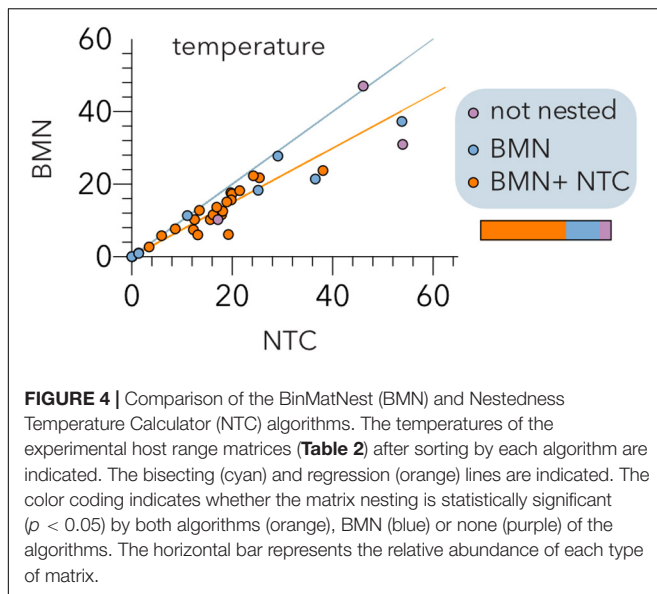 60
temperature
40
BMN
20
0
0
20
40
60
NTC
not nested
BMN
BMN+ NTC
FIGURE 4 | Comparison of the BinMatNest (BMN) and Nestedness
Temperature Calculator (NTC) algorithms. The temperatures of the
experimental host range matrices (Table 2) after sorting by each algorithm are
indicated. The bisecting (cyan) and regression (orange) lines are indicated. The
color coding indicates whether the matrix nesting is statistically significant
(p < 0.05) by both algorithms (orange), BMN (blue) or none (purple) of the
algorithms. The horizontal bar represents the relative abundance of each type
of matrix.